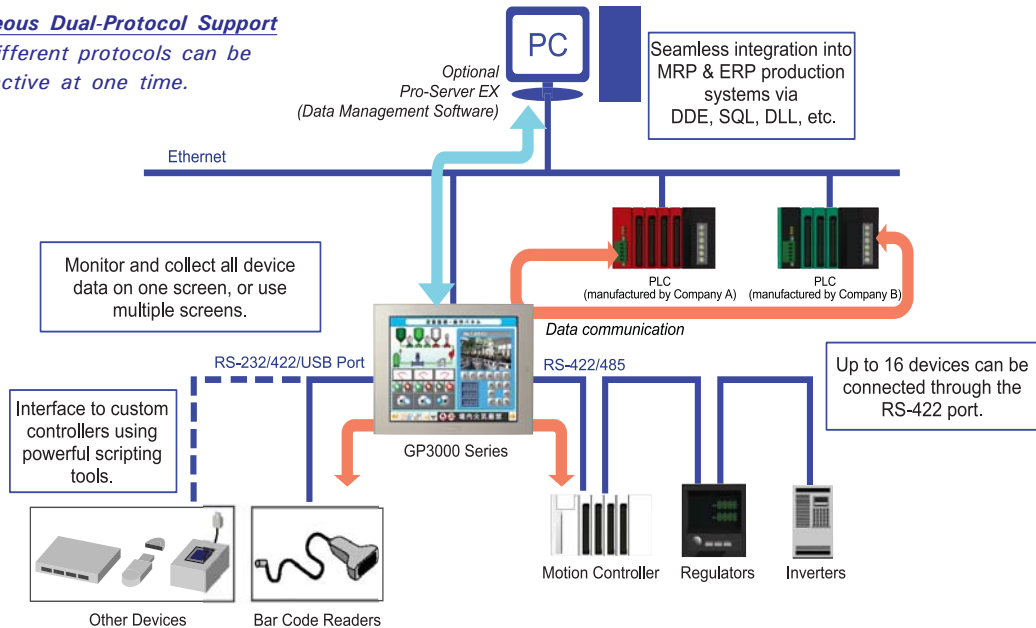 eous Dual-Protocol Support
ifferent protocols can be
ctive at one time.
PC
Optional
Pro-Server EX
(Data Management Software)
Seamless integration into
MRP & ERP production
systems via
DDE, SQL, DLL, etc.
Ethernet
Monitor and collect all device
data on one screen, or use
multiple screens.
PLC
(manufactured by Company A)
PLC
(manufactured by Company B)
Data communication
RS-232/422/USB Port
RS-422/485
Up to 16 devices can be
connected through the
RS-422 port.
Interface to custom
controllers using
powerful scripting
tools.
GP3000 Series
Motion Controller
Regulators
Inverters
Other Devices
Bar Code Readers